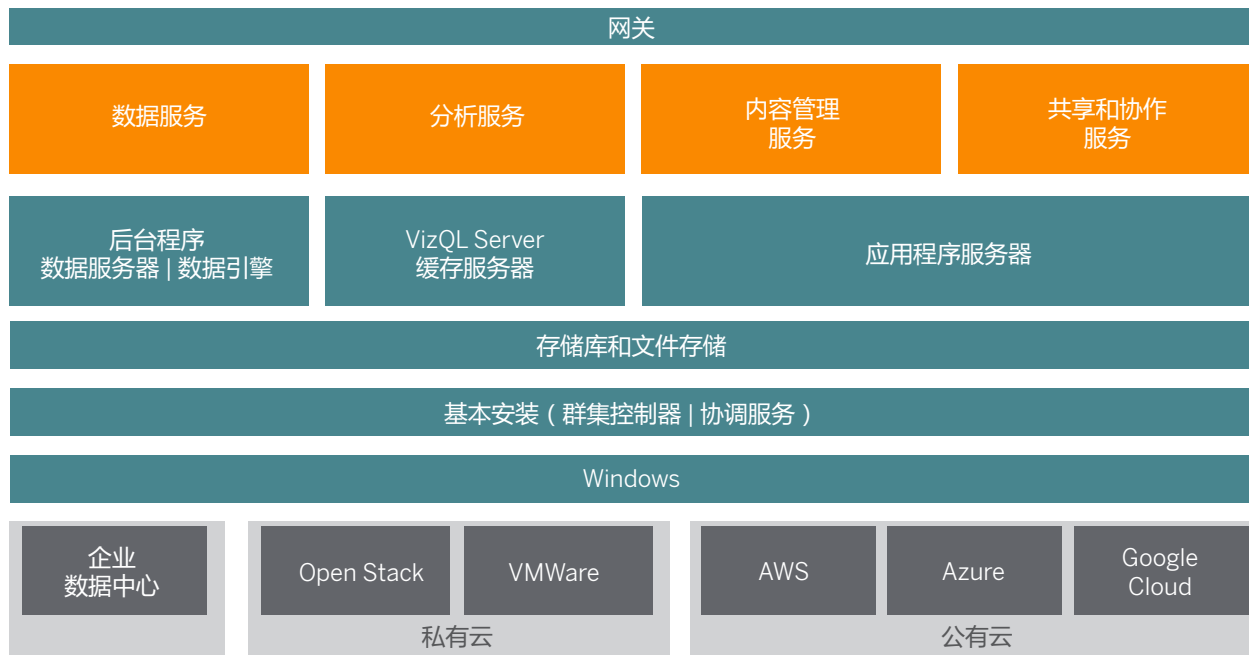 网关
数据服务
分析服务
内容管理
服务
共享和协作
服务
后台程序
数据服务器 | 数据引擎
VizQL Server
缓存服务器
应用程序服务器
存储库和文件存储
基本安装（群集控制器 | 协调服务）
Windows
企业
数据中心
Open Stack
VMWare
私有云
AWS
Azure
Google
Cloud
公有云